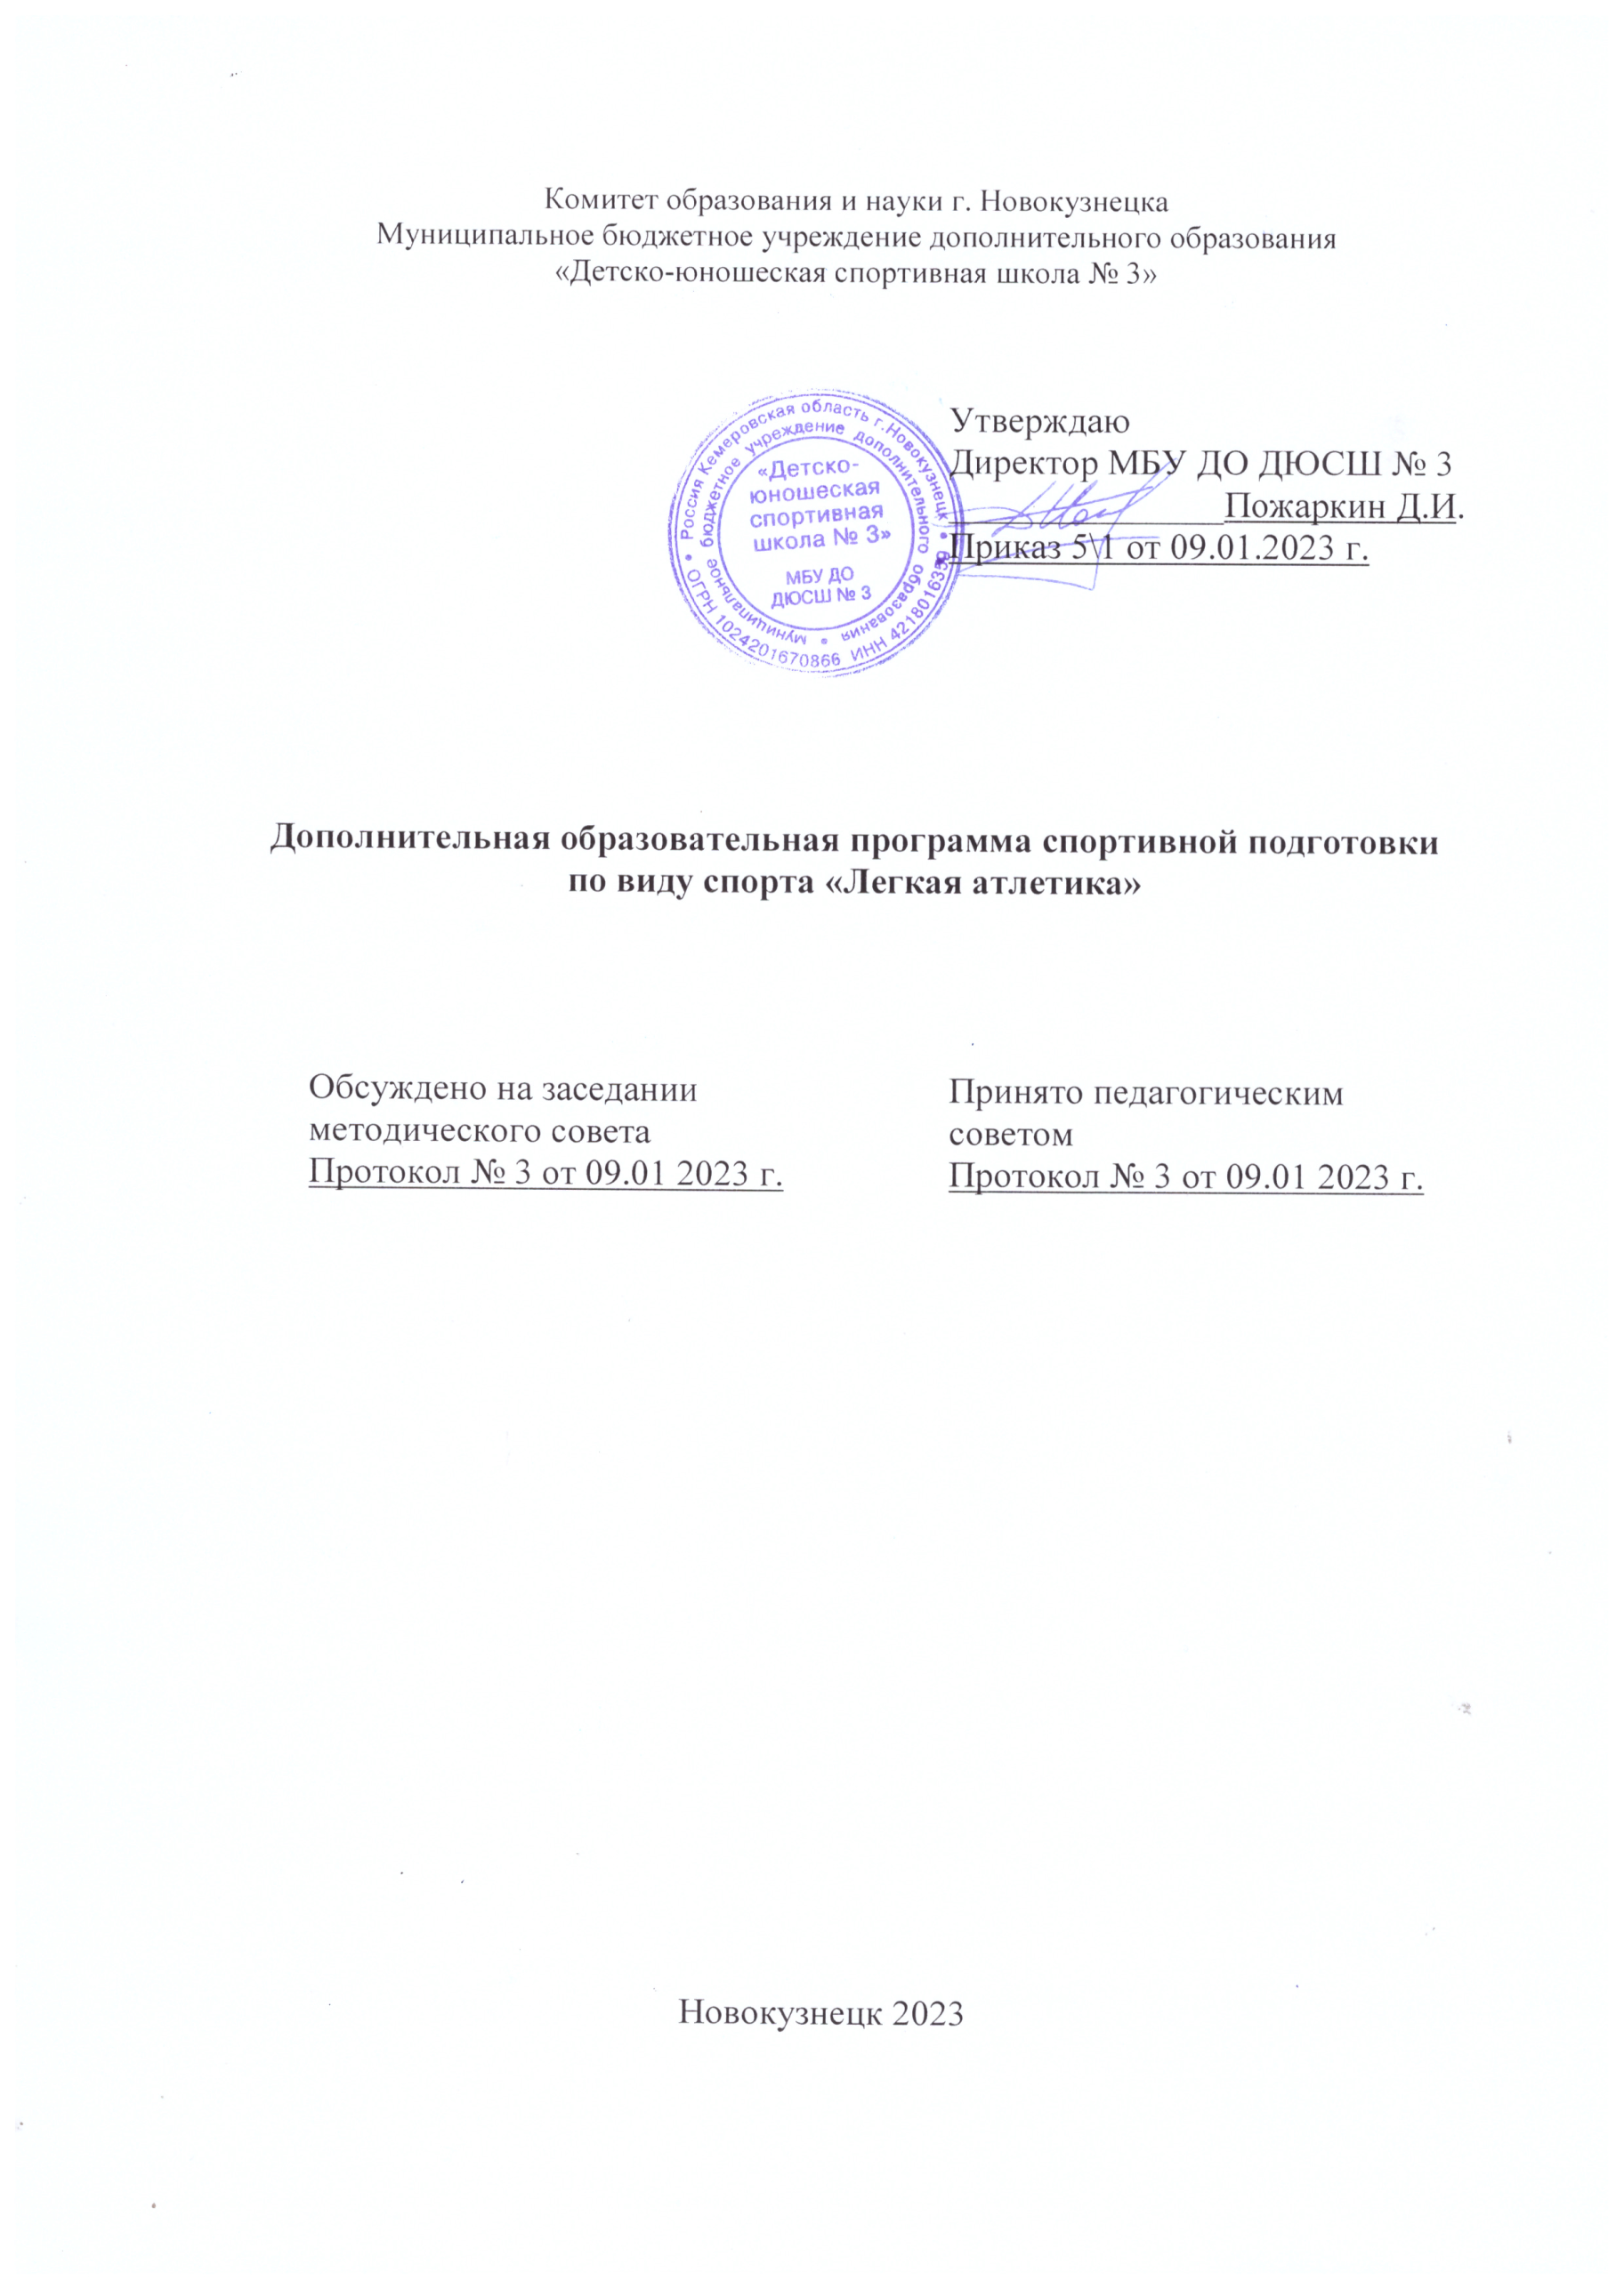 Комитет образования и науки г. Новокузнецка
Муниципальное бюджетное учреждение дополнительного образования
«Детско-юношеская спортивная школа № 3»
Утверждаю
Директор МБУ ДО ДЮСШ № 3
Пожаркин Д.И.
Приказ 5\1 от 09.01.2023 г.
Россия Кемеровская область г.Новокузнецк
ОГРН 1024201670866 ИНН 4218016359
муниципальное бюджетное учреждение дополнительного образования
«Детско-
юношеская
спортивная
школа № 3»
МБУ ДО
ДЮСШ № 3
Дополнительная образовательная программа спортивной подготовки
по виду спорта «Легкая атлетика»
Обсуждено на заседании
методического совета
Протокол № 3 от 09.01 2023 г.
Принято педагогическим
советом
Протокол № 3 от 09.01 2023 г.
Новокузнецк 2023